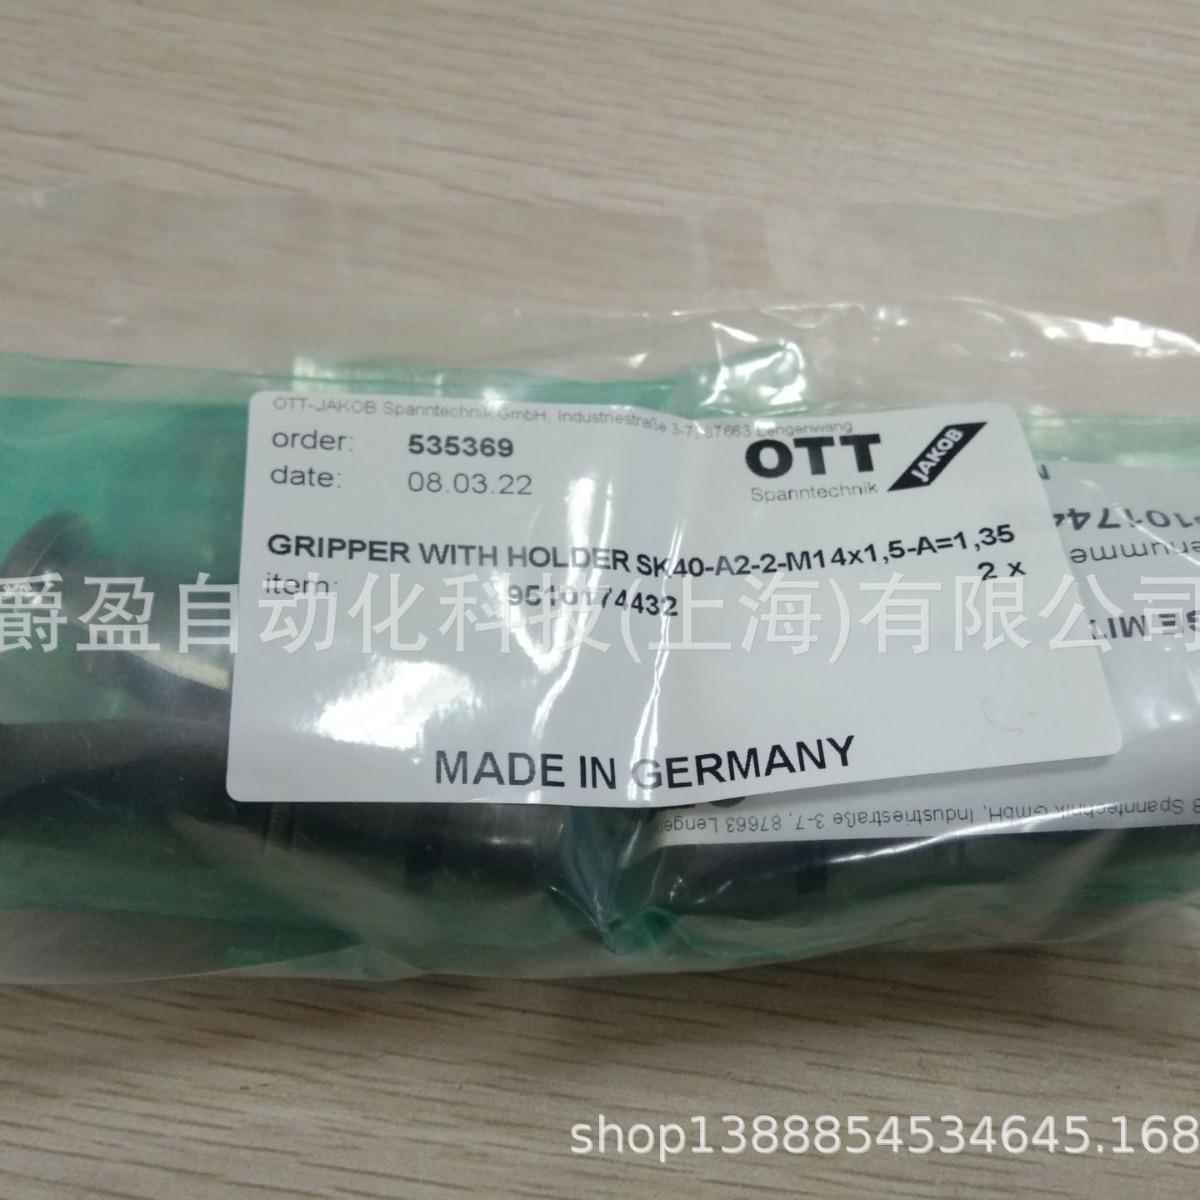 OTT-JAKOB Spanntechnik GmbH, Industriestraße 3-7, 87663 Lengenwang
order: 535369
date: 08.03.22
OTT
JAKOB
Spanntechnik
GRIPPER WITH HOLDER SK40-A2-2-M14x1,5-A=1,35
item: 9510174432
2 x
MADE IN GERMANY
爵盈自动化科技(上海)有限公司
Spanntechnik GmbH, Industriestraße 3-7, 87663
shop1388854534645.168